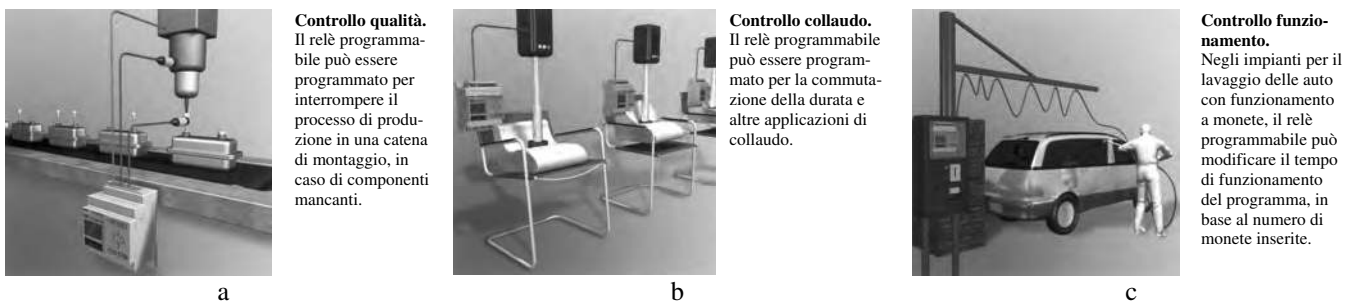 Controllo qualità.
Il relè programma-
bile può essere
programmato per
interrompere il
processo di produ-
zione in una catena
di montaggio, in
caso di componenti
mancanti.
a
Controllo collaudo.
Il relè programmabile
può essere program-
mato per la commuta-
zione della durata e
altre applicazioni di
collaudo.
b
Controllo funzio-
namento.
Negli impianti per il
lavaggio delle auto
con funzionamento
a monete, il relè
programmabile può
modificare il tempo
di funzionamento
del programma, in
base al numero di
monete inserite.
c